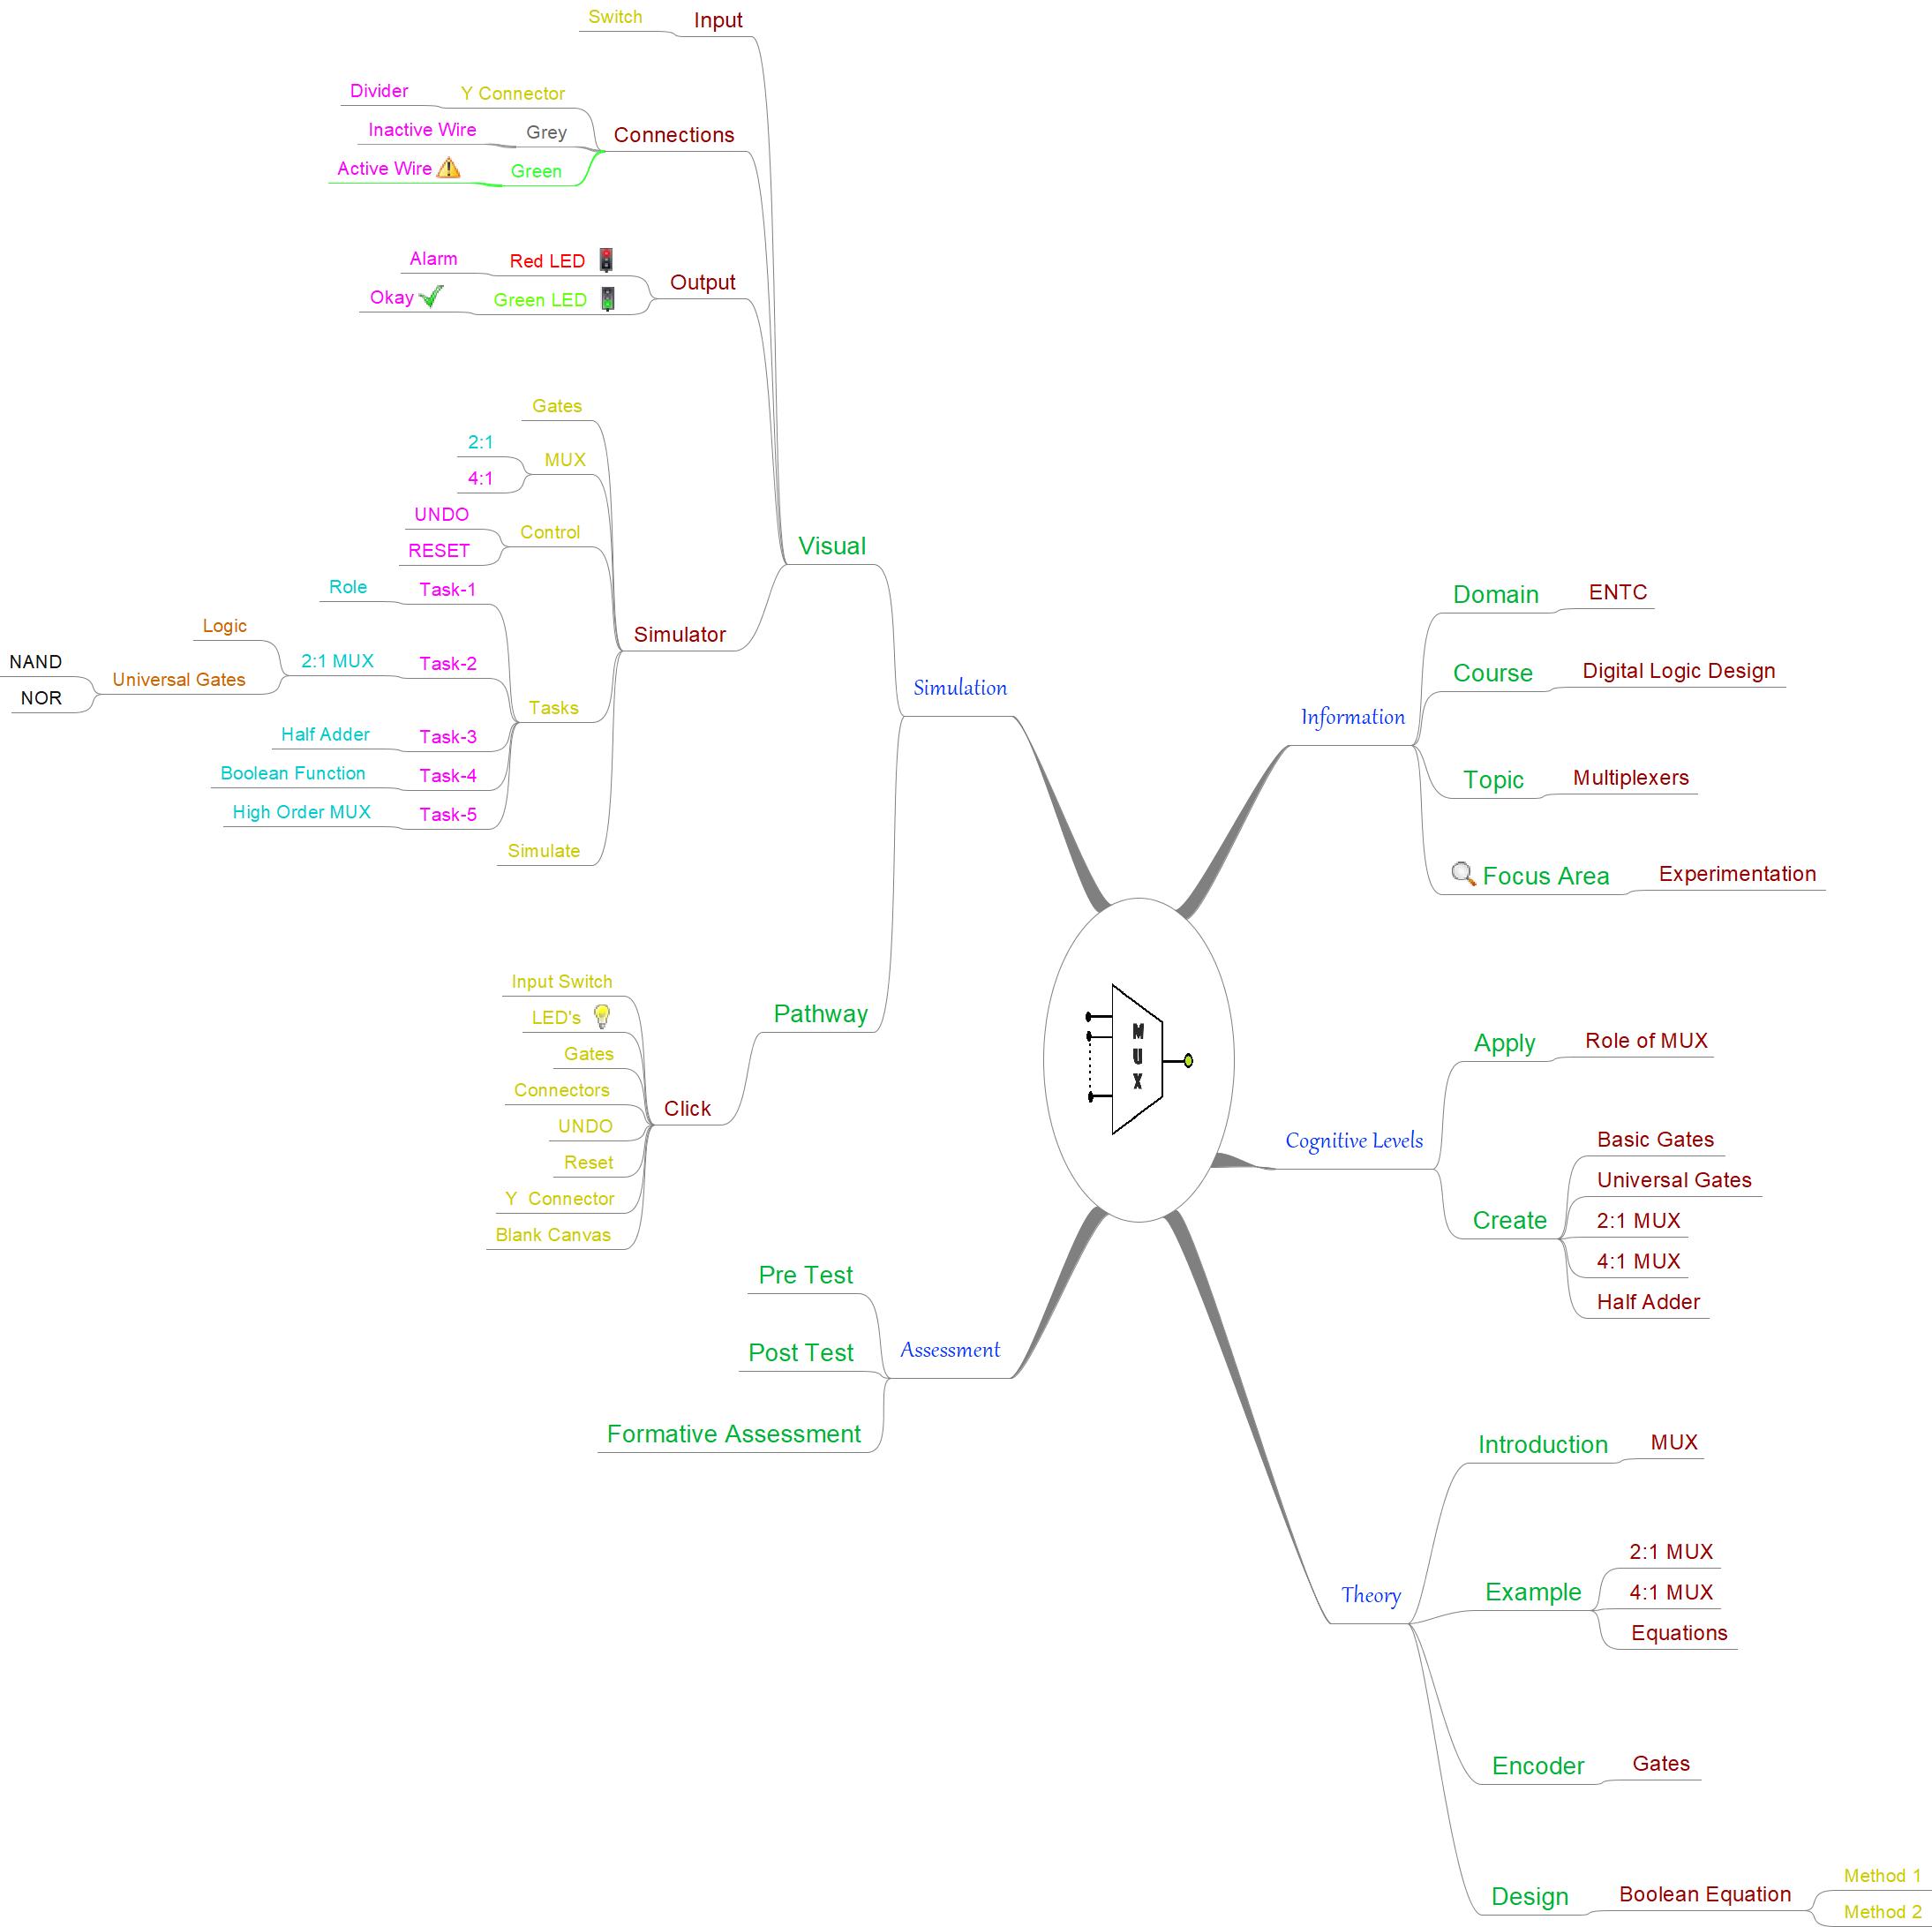 Switch
Input
Divider
Y Connector
Inactive Wire
Grey
Connections
Active Wire
Green
Alarm
Red LED
Output
Okay
Green LED
Gates
2:1
MUX
4:1
UNDO
Control
RESET
Visual
Role
Task-1
Logic
Simulator
NAND
2:1 MUX
Task-2
Universal Gates
NOR
Tasks
Half Adder
Task-3
Boolean Function
Task-4
High Order MUX
Task-5
Simulate
Simulation
Input Switch
LED's
Pathway
Gates
Connectors
Click
UNDO
Reset
Y  Connector
Blank Canvas
Pre Test
Post Test
Assessment
Formative Assessment
M
U
X
Domain
ENTC
Course
Digital Logic Design
Information
Topic
Multiplexers
Focus Area
Experimentation
Apply
Role of MUX
Cognitive Levels
Basic Gates
Universal Gates
Create
2:1 MUX
4:1 MUX
Half Adder
Introduction
MUX
2:1 MUX
Theory
Example
4:1 MUX
Equations
Encoder
Gates
Design
Boolean Equation
Method 1
Method 2